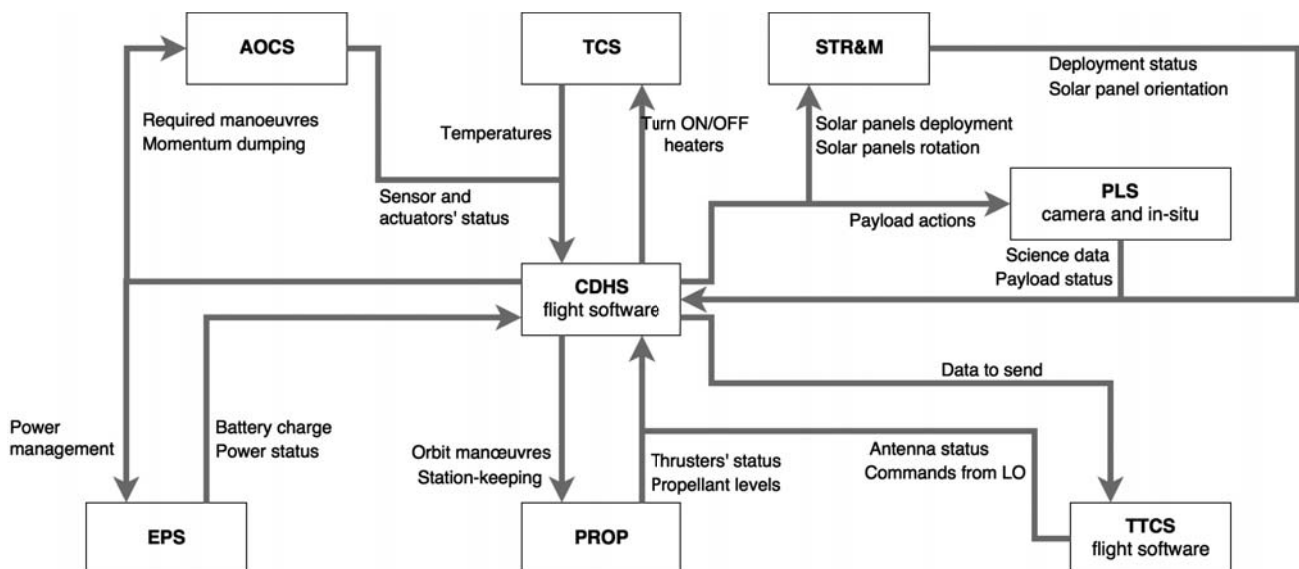 AOCS
TCS
STR&M
Deployment status
Solar panel orientation
Required manoeuvres
Momentum dumping
Temperatures
Turn ON/OFF
heaters
Solar panels deployment
Solar panels rotation
Sensor and
actuators' status
Payload actions
PLS
camera and in-situ
Science data
Payload status
CDHS
flight software
Data to send
Power
management
Battery charge
Power status
Orbit manœuvres
Station-keeping
Thrusters' status
Propellant levels
Antenna status
Commands from LO
EPS
PROP
TTCS
flight software